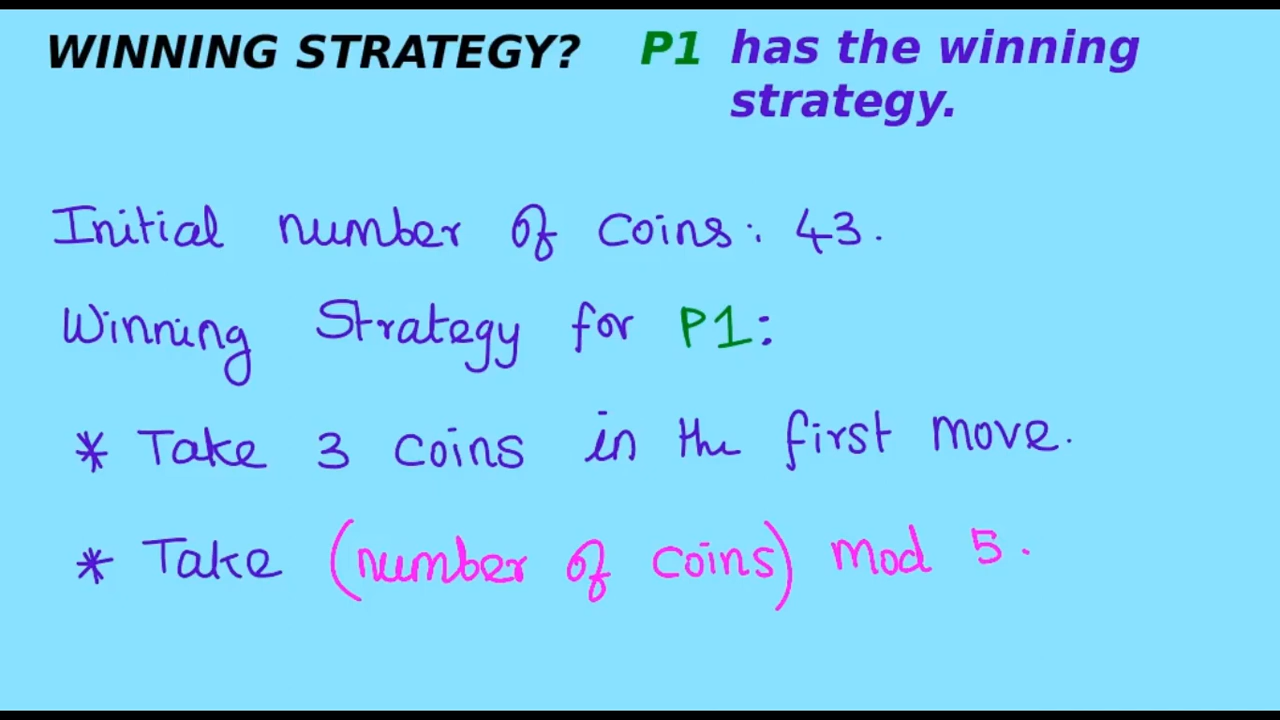 WINNING STRATEGY? P1 has the winning
strategy.
Initial number of coins: 43.
Winning Strategy for P1:
* Take 3 coins in the first move.
* Take (number of coins) mod 5.